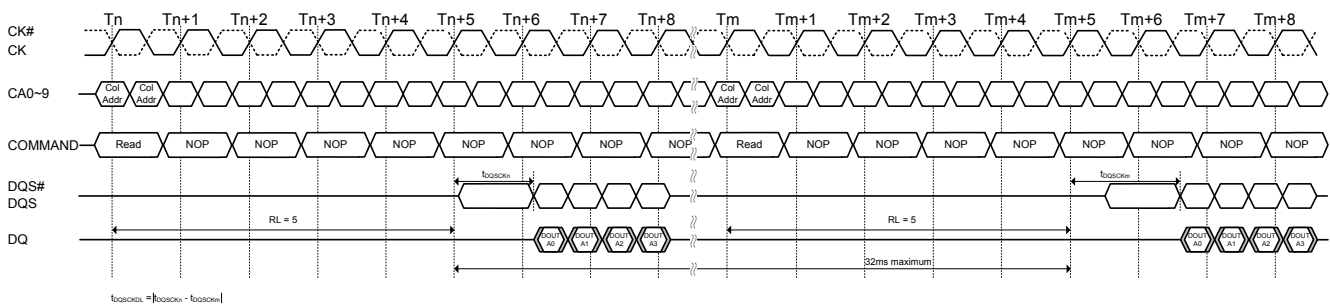 Tn Tn+1 Tn+2 Tn+3 Tn+4 Tn+5 Tn+6 Tn+7 Tn+8 Tm Tm+1 Tm+2 Tm+3 Tm+4 Tm+5 Tm+6 Tm+7 Tm+8
CK#
CK
CA0~9 Col Addr Col Addr Col Addr Col Addr
COMMAND Read NOP NOP NOP NOP NOP NOP NOP NOP Read NOP NOP NOP NOP NOP NOP NOP NOP
tDQSCKn tDQSCKm
DQS#
DQS
RL = 5 RL = 5
DQ DOUT A0 DOUT A1 DOUT A2 DOUT A3 DOUT A0 DOUT A1 DOUT A2 DOUT A3
32ms maximum
tDQSCKDL = |tDQSCKn - tDQSCKm|